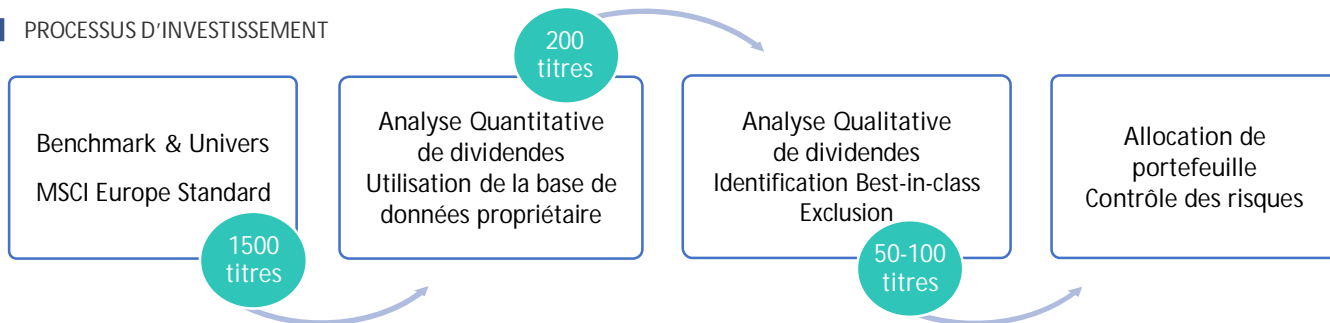 PROCESSUS D'INVESTISSEMENT
Benchmark & Univers
MSCI Europe Standard
1500
titres
Analyse Quantitative
de dividendes
Utilisation de la base de
données propriétaire
200
titres
Analyse Qualitative
de dividendes
Identification Best-in-class
Exclusion
50-100
titres
Allocation de
portefeuille
Contrôle des risques